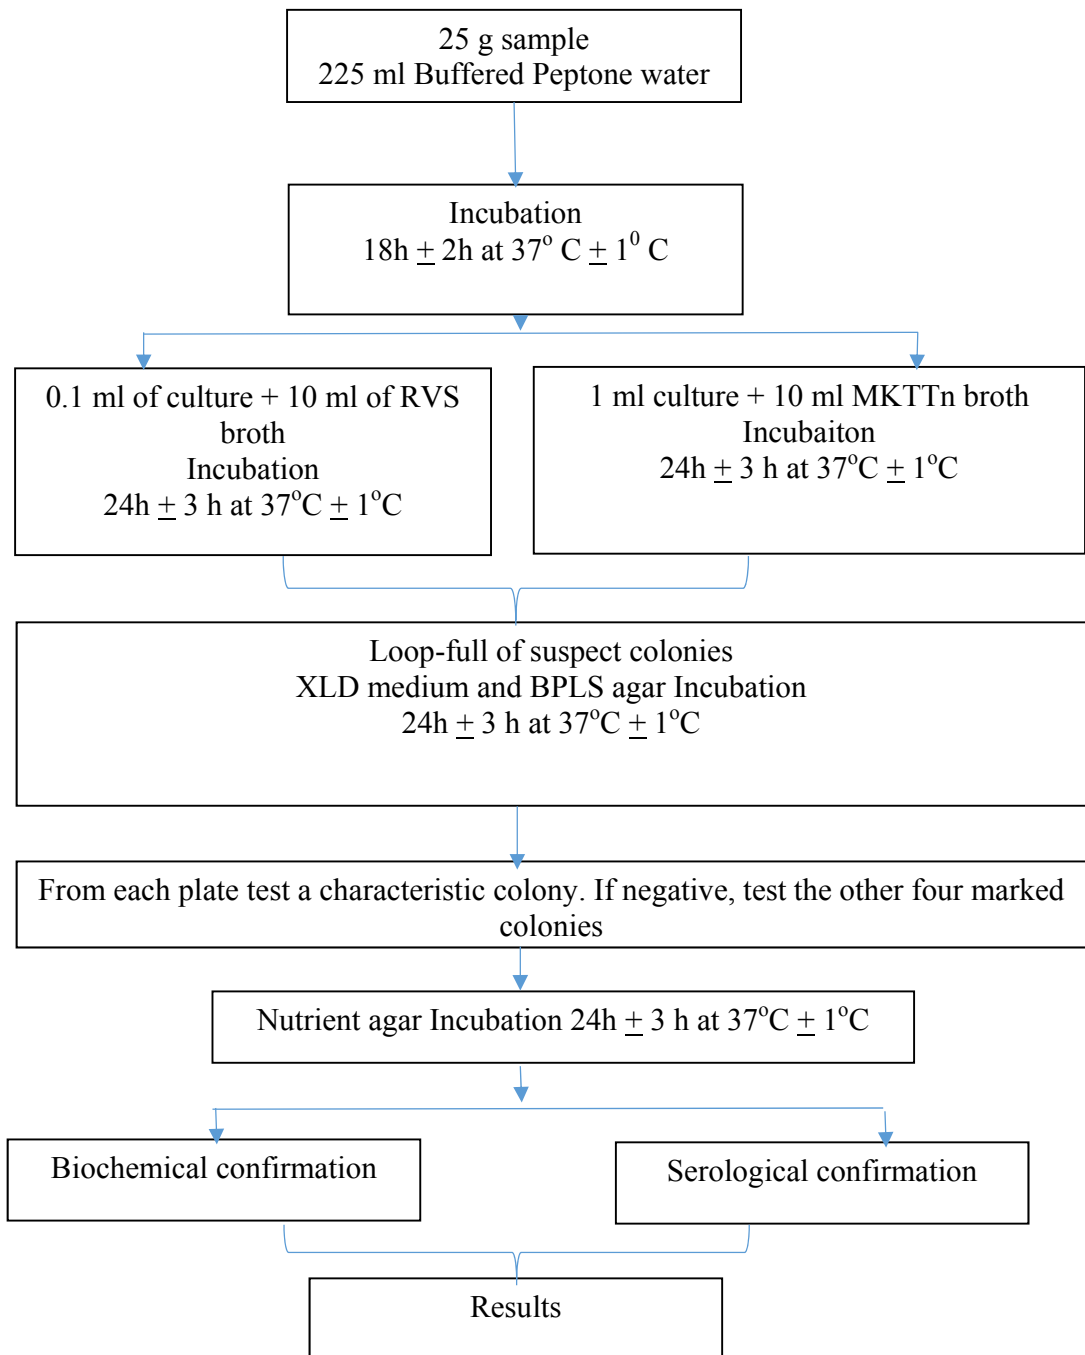 25 g sample
225 ml Buffered Peptone water
Incubation
18h ± 2h at 37° C ± 1⁰ C
0.1 ml of culture + 10 ml of RVS
broth
Incubation
24h ± 3 h at 37°C ± 1°C
1 ml culture + 10 ml MKTTn broth
Incubaiton
24h ± 3 h at 37°C ± 1°C
Loop-full of suspect colonies
XLD medium and BPLS agar Incubation
24h ± 3 h at 37°C ± 1°C
From each plate test a characteristic colony. If negative, test the other four marked
colonies
Nutrient agar Incubation 24h ± 3 h at 37°C ± 1°C
Biochemical confirmation
Serological confirmation
Results